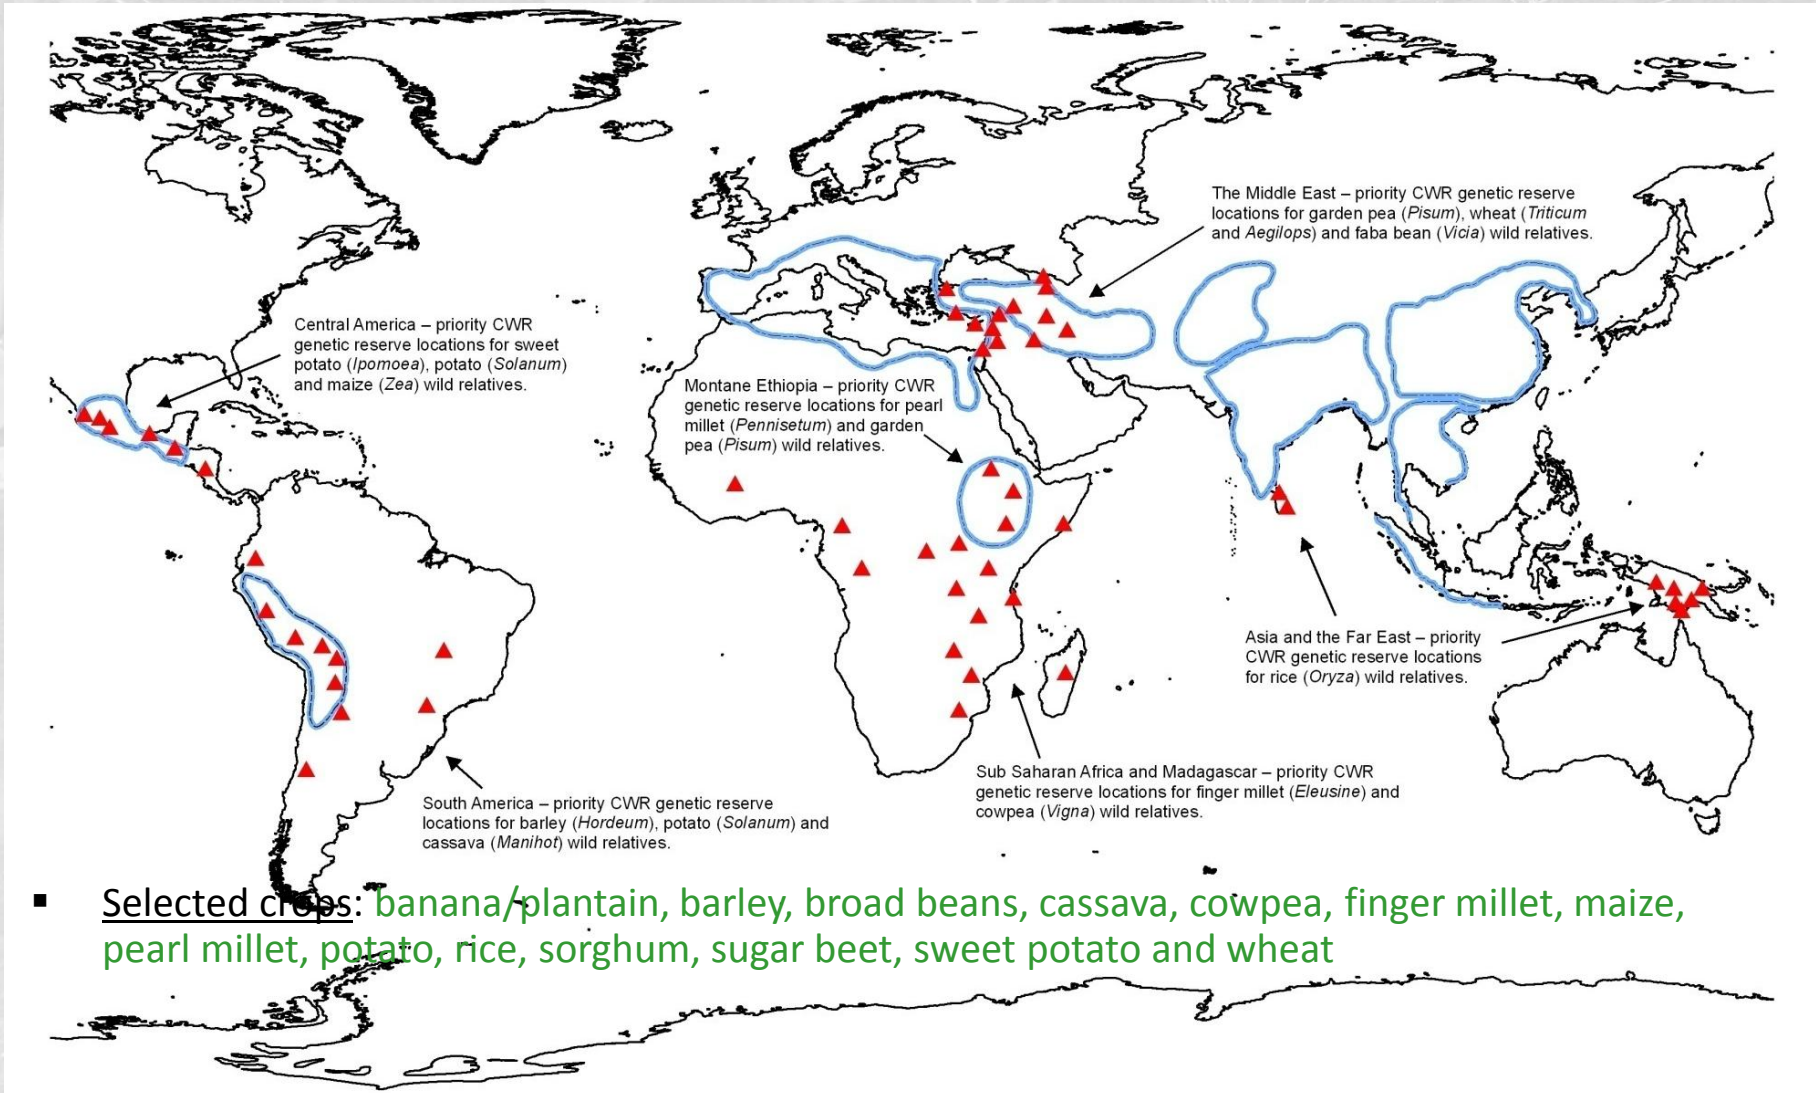 The Middle East – priority CWR genetic reserve
locations for garden pea (Pisum), wheat (Triticum
and Aegilops) and faba bean (Vicia) wild relatives.
Central America – priority CWR
genetic reserve locations for sweet
potato (Ipomoea), potato (Solanum)
and maize (Zea) wild relatives.
Montane Ethiopia – priority CWR
genetic reserve locations for pearl
millet (Pennisetum) and garden
pea (Pisum) wild relatives.
Asia and the Far East – priority
CWR genetic reserve locations
for rice (Oryza) wild relatives.
Sub Saharan Africa and Madagascar – priority CWR
genetic reserve locations for finger millet (Eleusine) and
cowpea (Vigna) wild relatives.
South America – priority CWR genetic reserve
locations for barley (Hordeum), potato (Solanum) and
cassava (Manihot) wild relatives.
▪ Selected crops: banana/plantain, barley, broad beans, cassava, cowpea, finger millet, maize,
pearl millet, potato, rice, sorghum, sugar beet, sweet potato and wheat